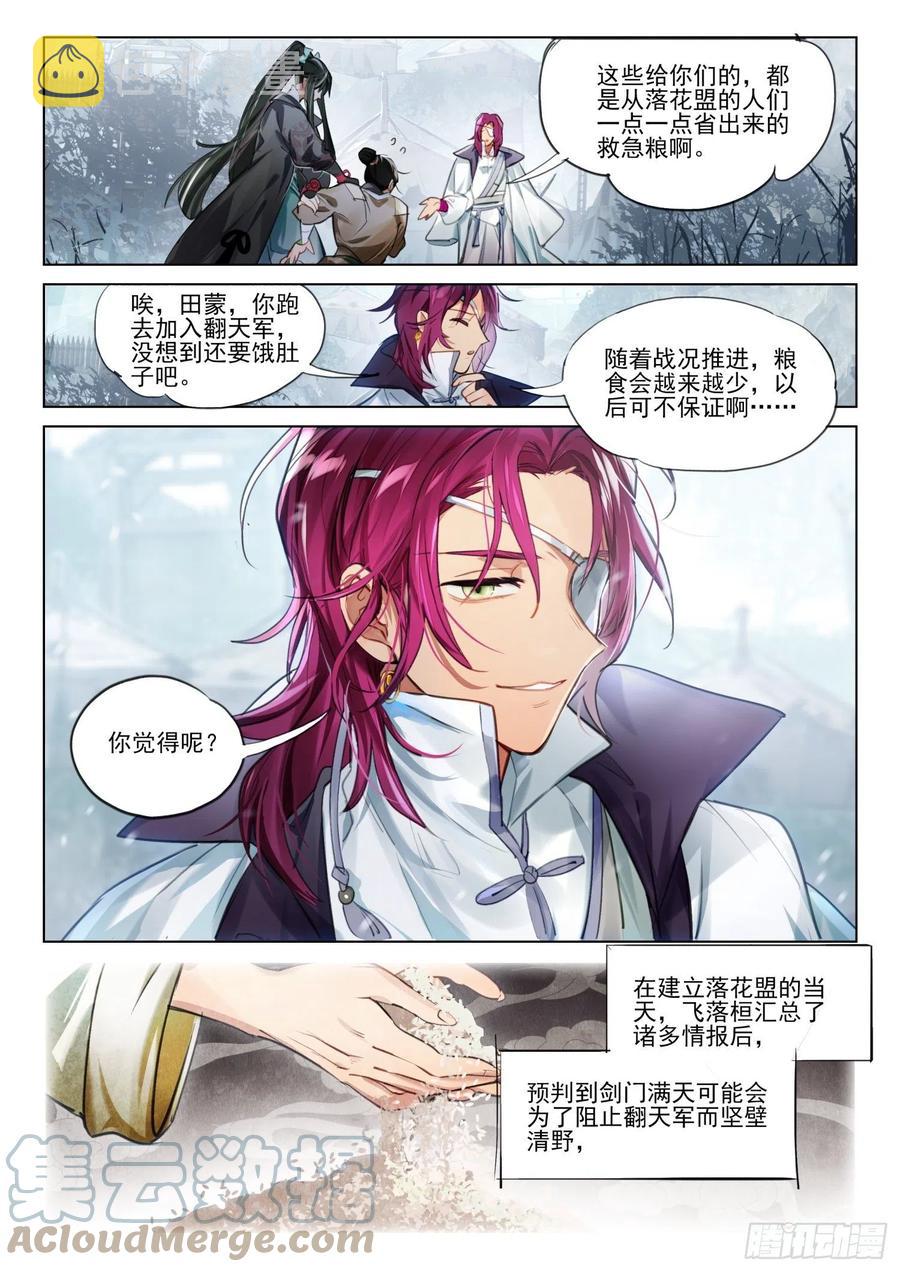 这些给你们的，都
是从落花盟的人们
一点一点省出来的
救急粮啊。
唉，田蒙，你跑
去加入翻天军，
没想到还要饿肚
子吧。
随着战况推进，粮
食会越来越少，以
后可不保证啊……
你觉得呢？
在建立落花盟的当
天，飞落桓汇总了
诸多情报后，
预判到剑门满天可能会
为了阻止翻天军而坚壁
清野，
集云数据
AcloudMerge.com
腾讯动漫